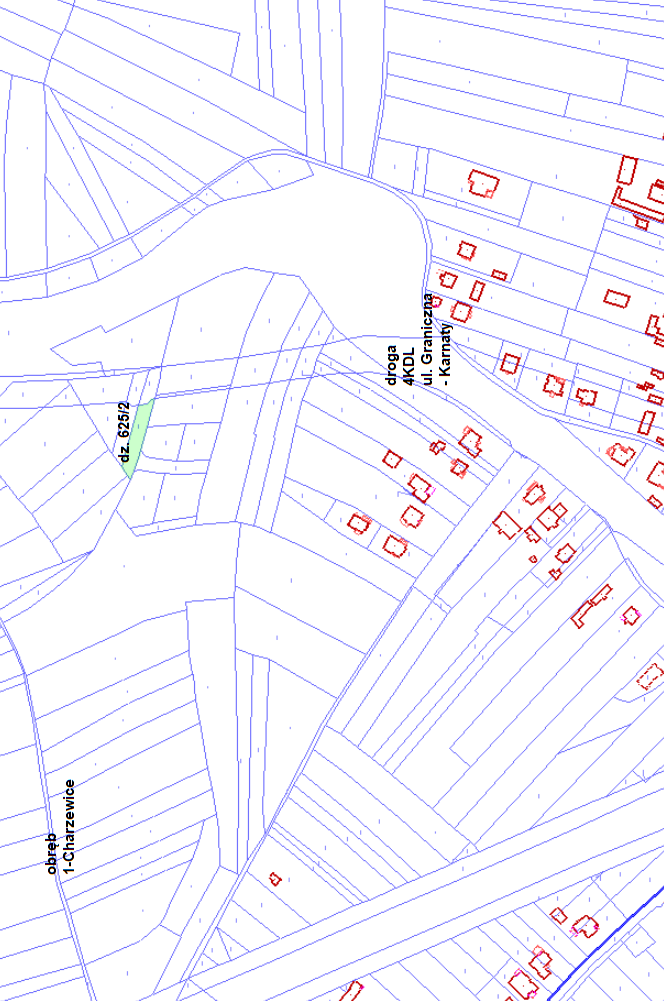 droga
4KDL
ul. Graniczna
- Karnaty
dz. 625/2
obręb
1-Charzewice